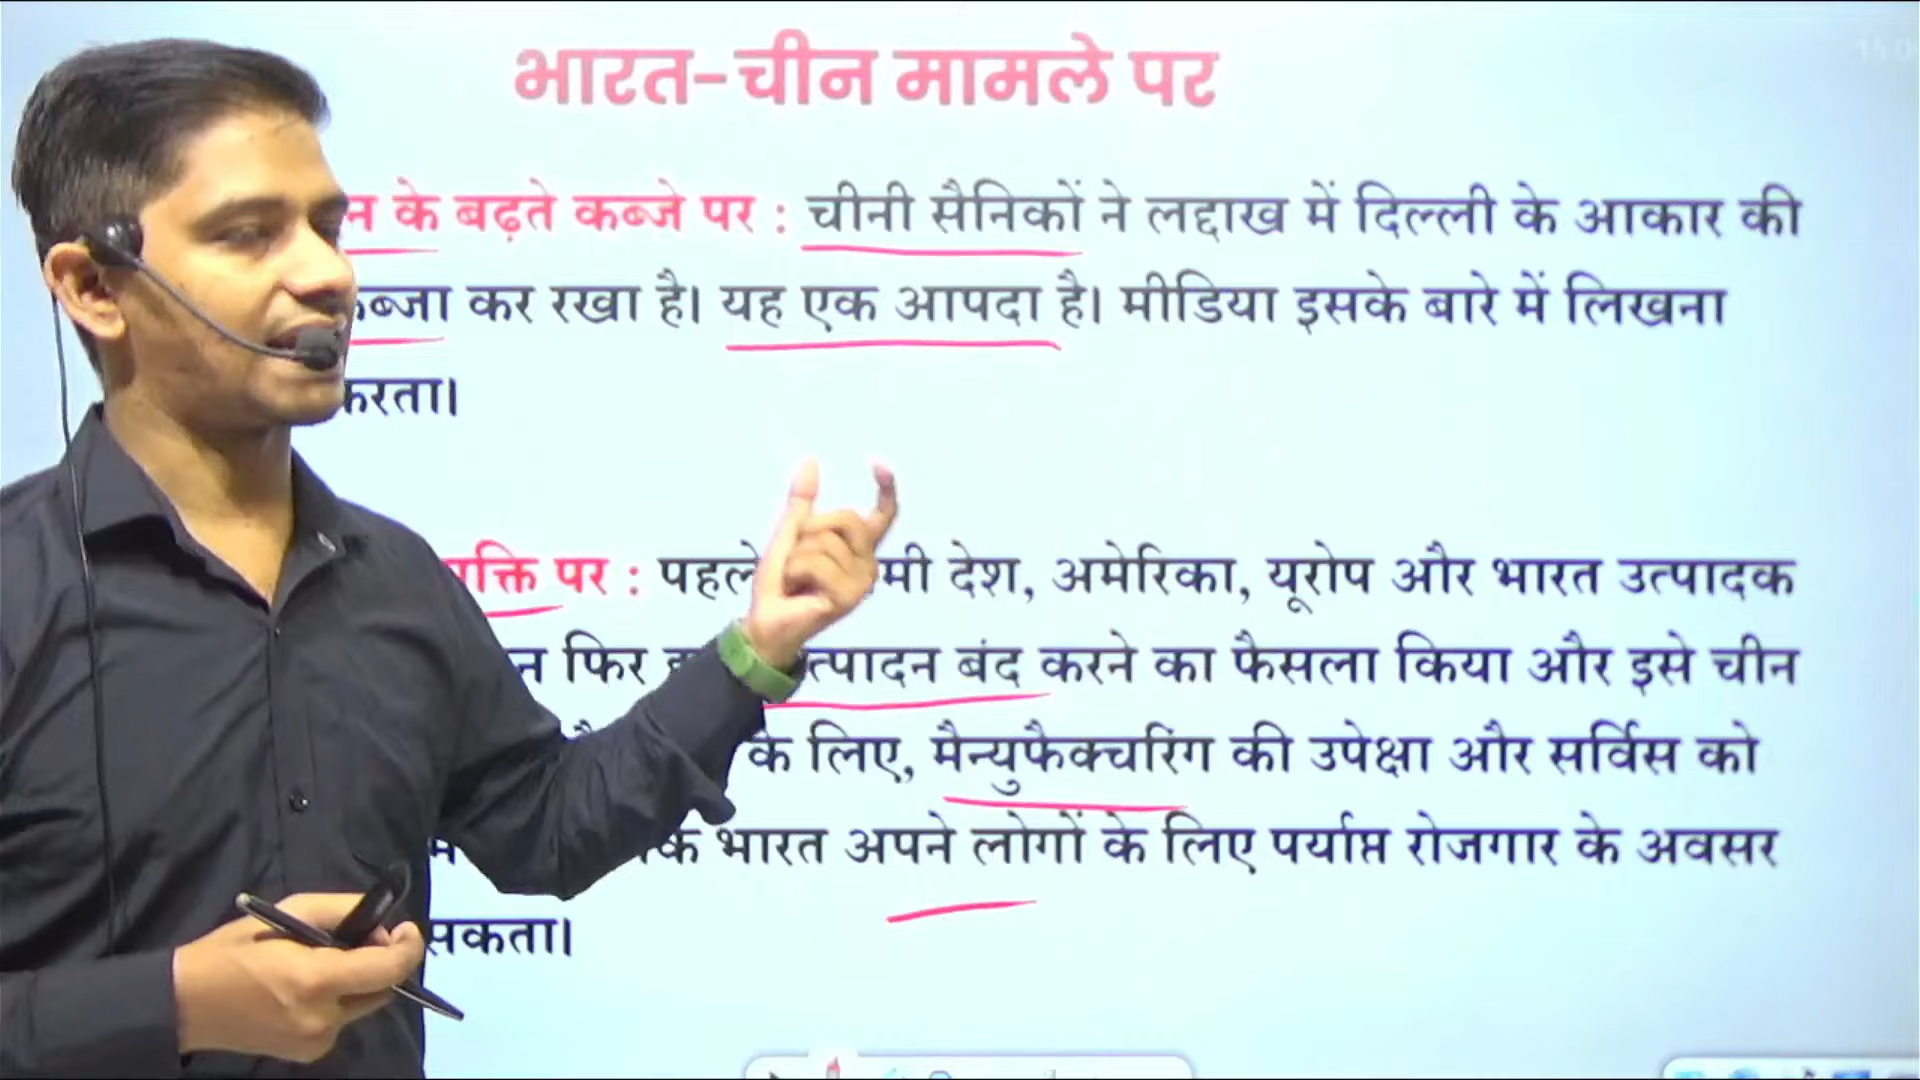 भारत-चीन मामले पर
के बढ़ते कब्जे पर : चीनी सैनिकों ने लद्दाख में दिल्ली के आकार की
कर रखा है। यह एक आपदा है। मीडिया इसके बारे में लिखना
करता।
पर : पहले देश, अमेरिका, यूरोप और भारत उत्पादक
फिर बंद करने का फैसला किया और इसे चीन
के लिए, मैन्युफैक्चरिंग की उपेक्षा और सर्विस को
भारत अपने लोगों के लिए पर्याप्त रोजगार के अवसर
सकता।